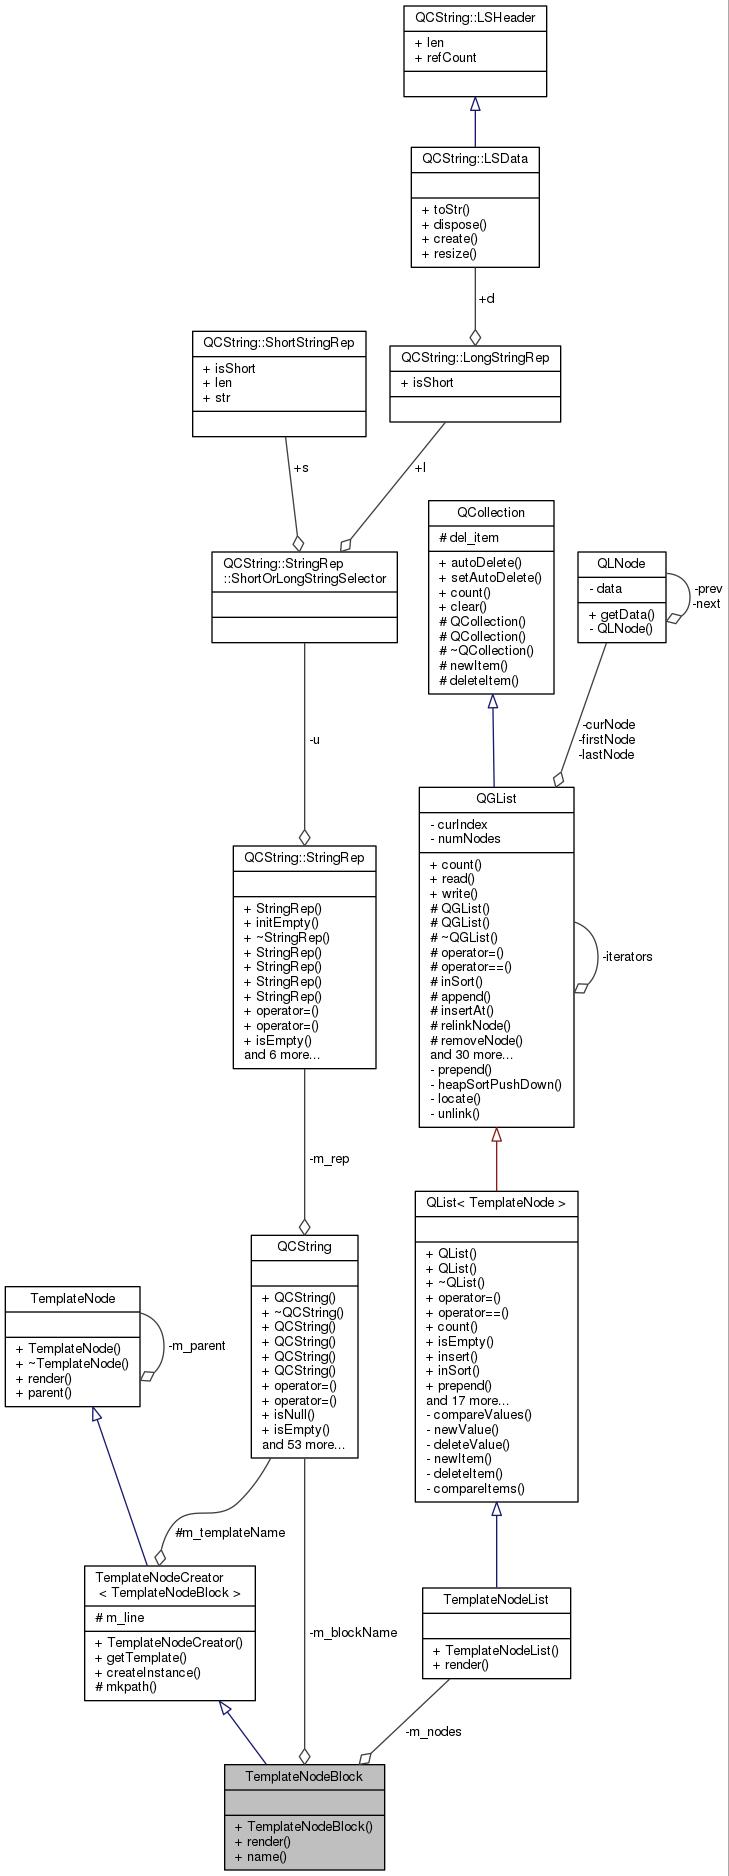 QCString::LSHeader
+ len
+ refCount
QCString::LSData
+ toStr()
+ dispose()
+ create()
+ resize()
+d
QCString::ShortStringRep
+ isShort
+ len
+ str
QCString::LongStringRep
+ isShort
+s
+l
QCollection
# del_item
+ autoDelete()
+ setAutoDelete()
+ count()
+ clear()
# QCollection()
# QCollection()
# ~QCollection()
# newItem()
# deleteItem()
QLNode
- data
+ getData()
- QLNode()
-prev
-next
QCString::StringRep
::ShortOrLongStringSelector
-u
-curNode
-firstNode
-lastNode
QGList
- curIndex
- numNodes
+ count()
+ read()
+ write()
# QGList()
# QGList()
# ~QGList()
# operator=()
# operator==()
# inSort()
# append()
# insertAt()
# relinkNode()
# removeNode()
and 30 more...
- prepend()
- heapSortPushDown()
- locate()
- unlink()
-iterators
QCString::StringRep
+ StringRep()
+ initEmpty()
+ ~StringRep()
+ StringRep()
+ StringRep()
+ StringRep()
+ StringRep()
+ operator=()
+ operator=()
+ isEmpty()
and 6 more...
-m_rep
QList< TemplateNode >
+ QList()
+ QList()
+ ~QList()
+ operator=()
+ operator==()
+ count()
+ isEmpty()
+ insert()
+ inSort()
+ prepend()
and 17 more...
- compareValues()
- newValue()
- deleteValue()
- newItem()
- deleteItem()
- compareItems()
QCString
+ QCString()
+ ~QCString()
+ QCString()
+ QCString()
+ QCString()
+ QCString()
+ operator=()
+ operator=()
+ isNull()
+ isEmpty()
and 53 more...
TemplateNode
+ TemplateNode()
+ ~TemplateNode()
+ render()
+ parent()
-m_parent
#m_templateName
TemplateNodeCreator
< TemplateNodeBlock >
# m_line
+ TemplateNodeCreator()
+ getTemplate()
+ createInstance()
# mkpath()
-m_blockName
TemplateNodeList
+ TemplateNodeList()
+ render()
-m_nodes
TemplateNodeBlock
+ TemplateNodeBlock()
+ render()
+ name()